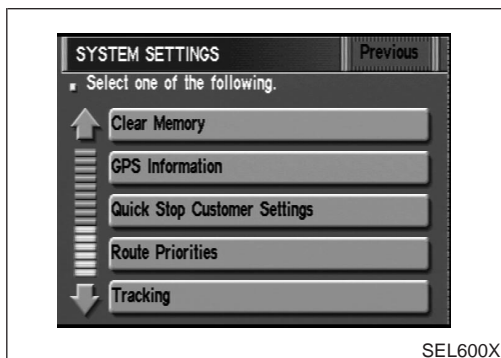 SYSTEM SETTINGS
Previous
Select one of the following.
Clear Memory
GPS Information
Quick Stop Customer Settings
Route Priorities
Tracking
SEL600X